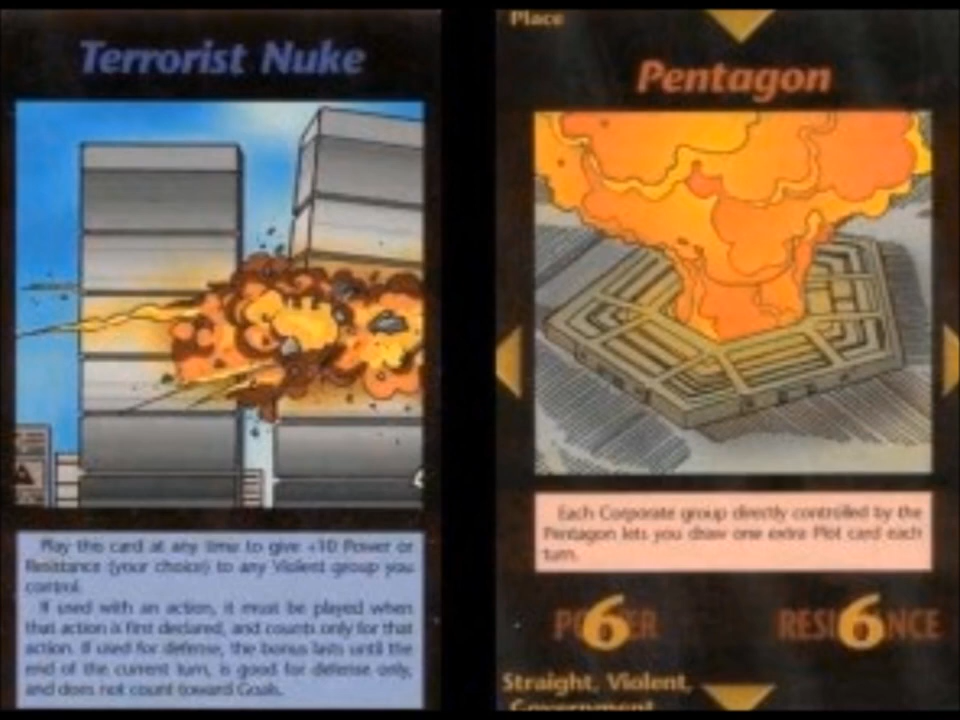 Terrorist Nuke
Play this card at any time to give +10 Power or
Resistance (your choice) to any Violent group you
control.
If used with an action, it must be played when
that action is first declared, and counts only for that
action. If used for defense, the bonus lasts until the
end of the current turn, is good for defense only,
and does not count toward Goals.
Place
Pentagon
Each Corporate group directly controlled by the
Pentagon lets you draw one extra Plot card each
turn.
POWER 6
RESISTANCE 6
Straight, Violent,
Government